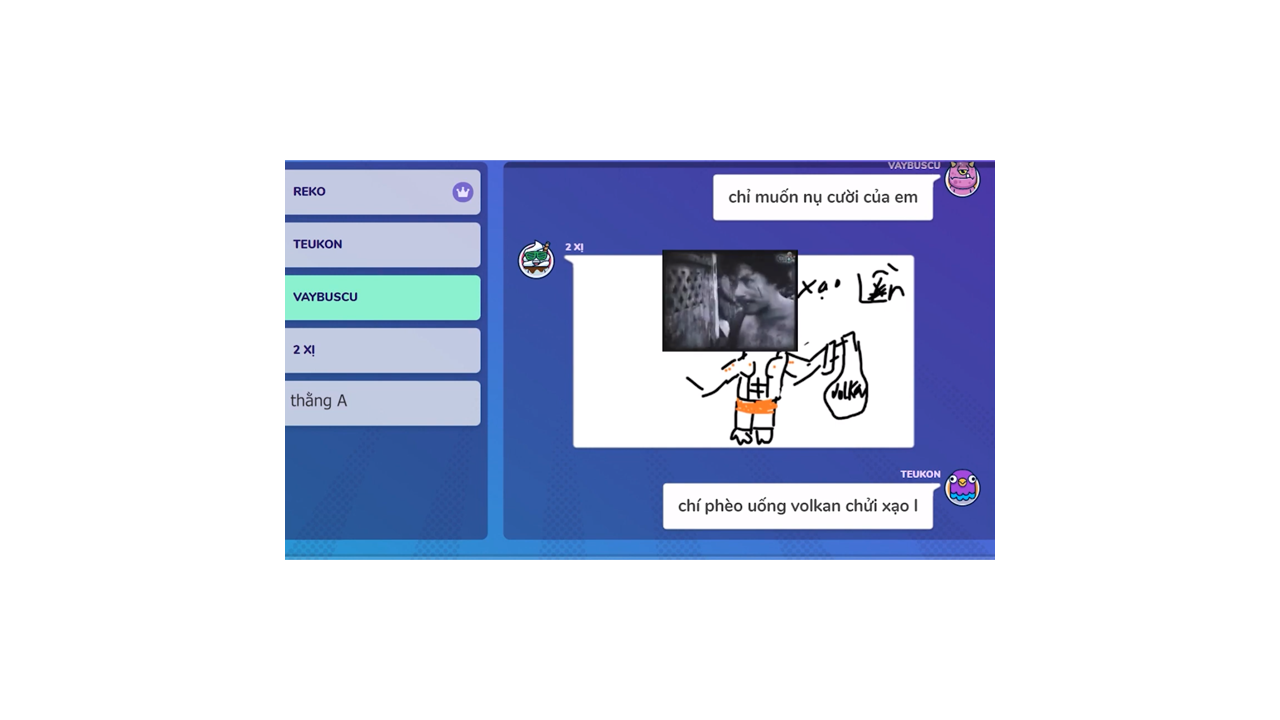 REKO
TEUKON
VAYBUSCU
2 XỊ
thằng A
VAYBUSCU
chỉ muốn nụ cười của em
2 XỊ
xạo
VOLKAN
TEUKON
chí phèo uống volkan chửi xạo l